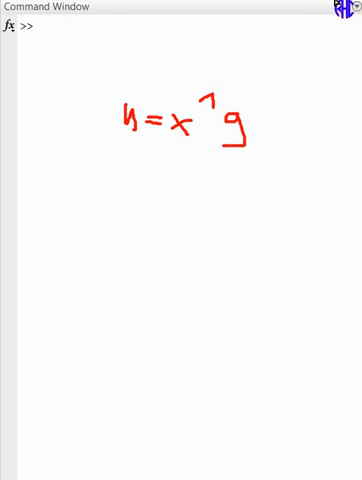 Command Window
fx >>
y = x^9